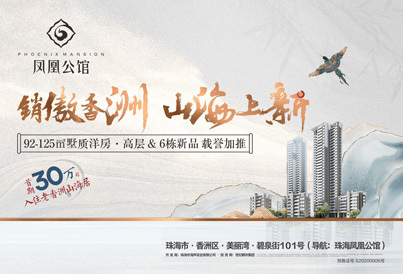 PHOENIX MANSION
凤凰公馆
销傲香洲 山海上新
92-125㎡墅质洋房·高层 & 6栋新品 载誉加推
首期30万起
入住老香洲山海居
珠海市·香洲区·美丽湾·碧泉街101号（导航：珠海凤凰公馆）